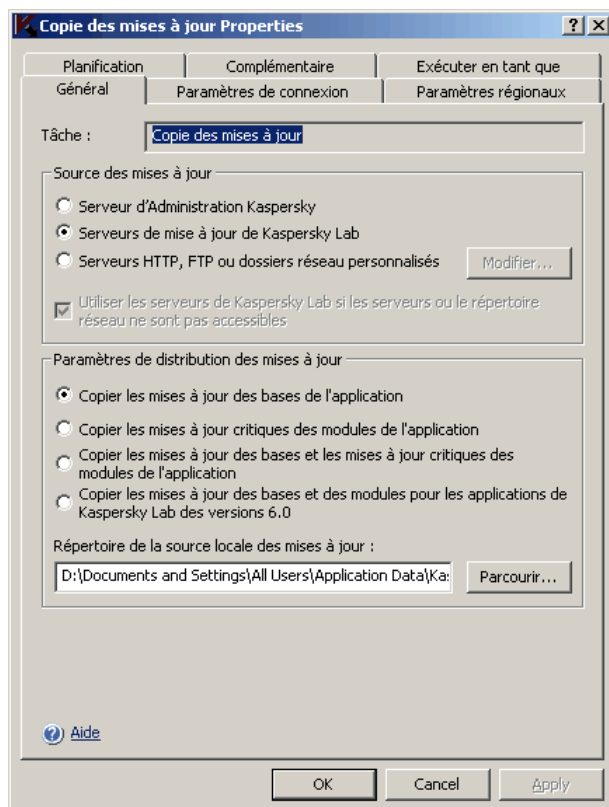 Copie des mises à jour Properties
Planification
Complémentaire
Exécuter en tant que
Général
Paramètres de connexion
Paramètres régionaux
Tâche :
Copie des mises à jour
Source des mises à jour
Serveur d'Administration Kaspersky
Serveurs de mise à jour de Kaspersky Lab
Serveurs HTTP, FTP ou dossiers réseau personnalisés
Modifier...
Utiliser les serveurs de Kaspersky Lab si les serveurs ou le répertoire
réseau ne sont pas accessibles
Paramètres de distribution des mises à jour
Copier les mises à jour des bases de l'application
Copier les mises à jour critiques des modules de l'application
Copier les mises à jour des bases et les mises à jour critiques des
modules de l'application
Copier les mises à jour des bases et des modules pour les applications de
Kaspersky Lab des versions 6.0
Répertoire de la source locale des mises à jour :
D:\Documents and Settings\All Users\Application Data\Ka
Parcourir...
Aide
OK
Cancel
Apply